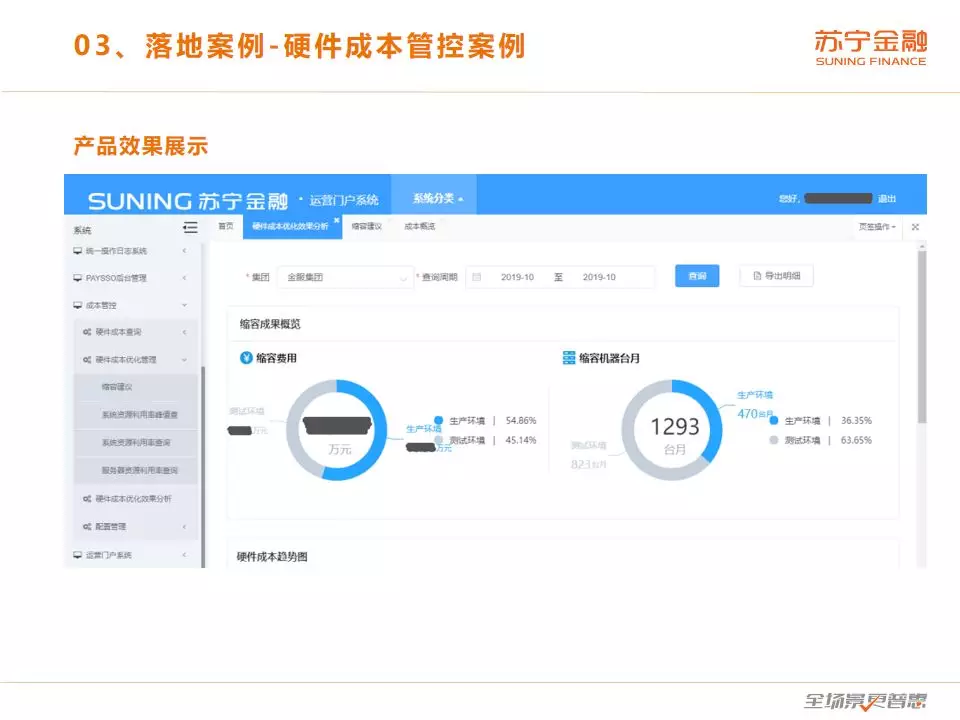 03、落地案例-硬件成本管控案例
苏宁金融
SUNING FINANCE
产品效果展示
SUNING 苏宁金融 · 运营门户系统
系统分类
您好,
退出
系统
首页
硬件成本优化效果分析
缩容建议
成本概览
页签操作
统一操作日志系统
PAYSSO后台管理
成本管控
硬件成本查询
硬件成本优化管理
缩容建议
系统资源利用率峰值查
系统资源利用率查询
服务器资源利用率查询
硬件成本优化效果分析
配置管理
运营门户系统
* 集团
金服集团
* 查询周期
2019-10 至 2019-10
查询
导出明细
缩容成果概览
缩容费用
测试环境
万元
万元
生产环境
万元
生产环境 | 54.86%
测试环境 | 45.14%
缩容机器台月
1293
台月
生产环境
470台月
测试环境
823台月
生产环境 | 36.35%
测试环境 | 63.65%
硬件成本趋势图
全场景更智慧